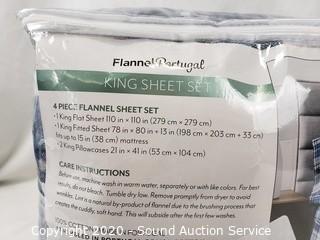 Flannel Portugal
KING SHEET SET
4 PIECE FLANNEL SHEET SET
•1 King Flat Sheet 110 in x 110 in (279 cm x 279 cm)
•1 King Fitted Sheet 78 in x 80 in + 13 in (198 cm x 203 cm + 33 cm)
fits up to 15 in (38 cm) mattress
•2 King Pillowcases 21 in x 41 in (53 cm x 104 cm)
CARE INSTRUCTIONS
Before use, machine wash in warm water, separately or with like colors. For best
results, do not bleach. Tumble dry low. Remove promptly from dryer to avoid
wrinkles. Lint is a natural by-product of flannel due to the brushing process that
creates the cuddly, soft hand. This will subside after the first few washes.
100%
IN PORTUGAL
Copyright 2020. Sound Auction Service